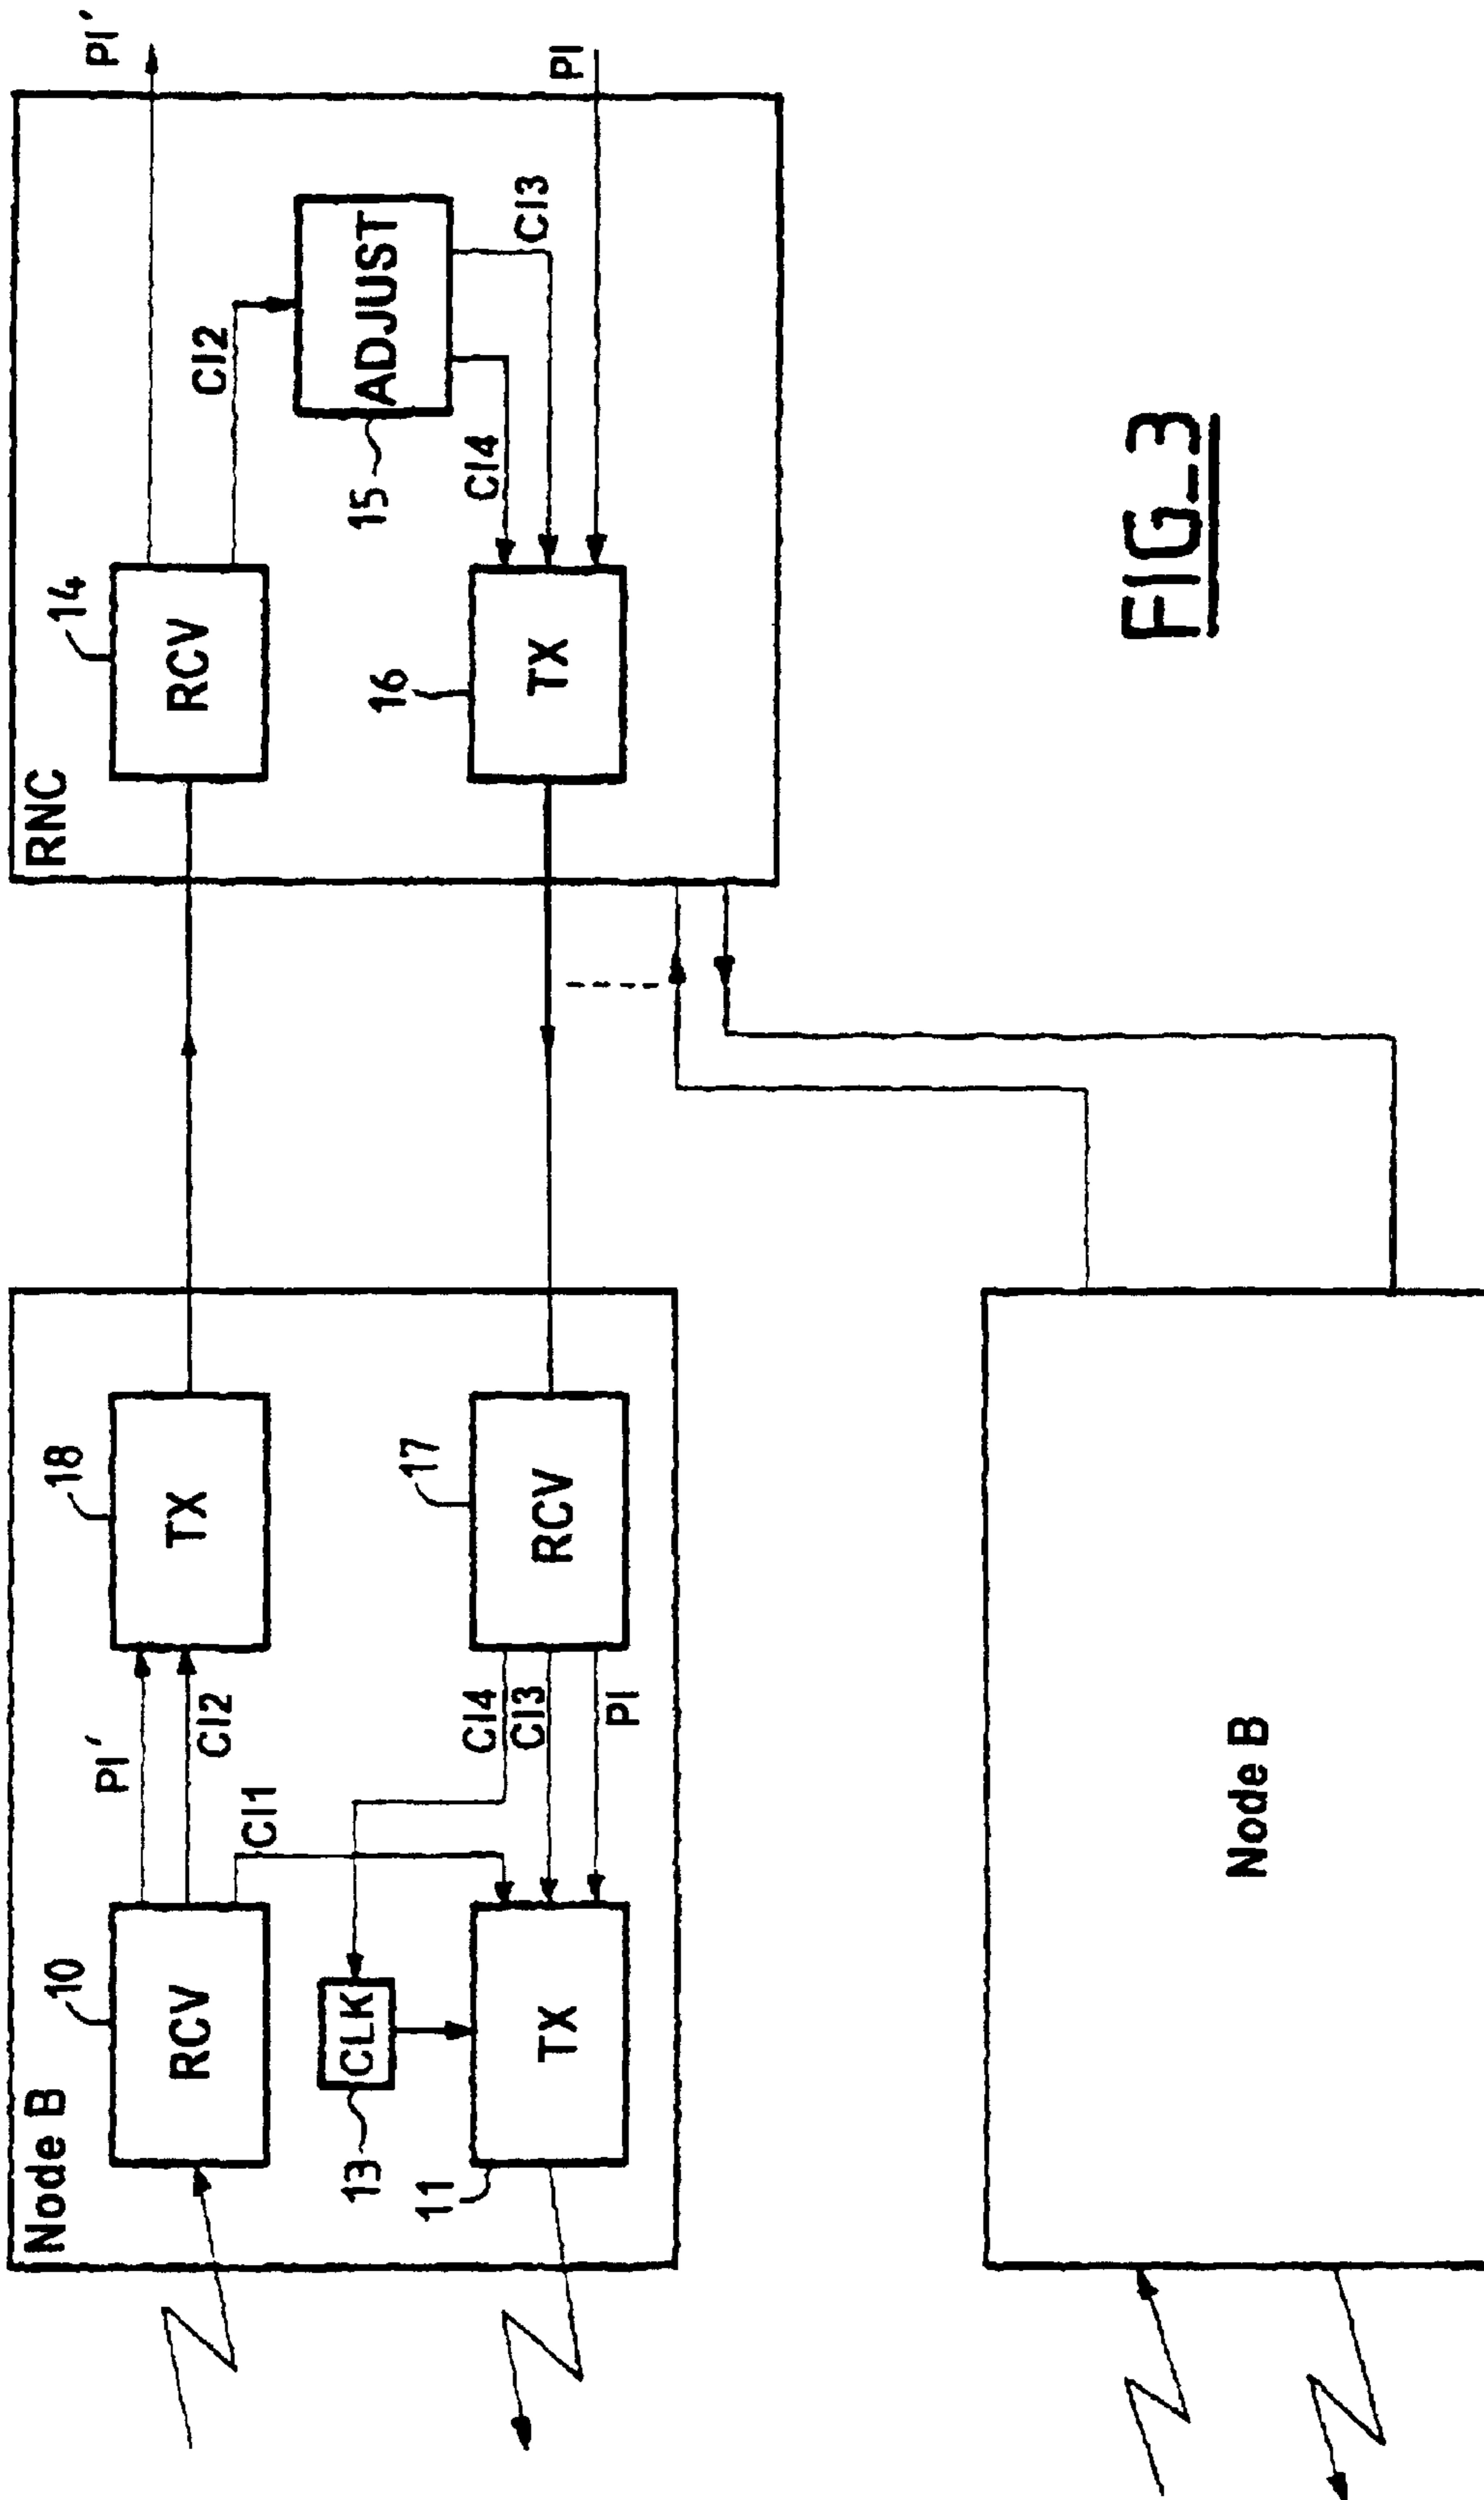 Node B
10
RCV
PI´
CI2
CI1
18
TX
13
CLK
11
TX
CI4
CI3
PI
17
RCV
RNC
14
RCV
CI2
PI'
15
ADJUST
CI4
CI3
16
TX
PI
Node B
FIG_3